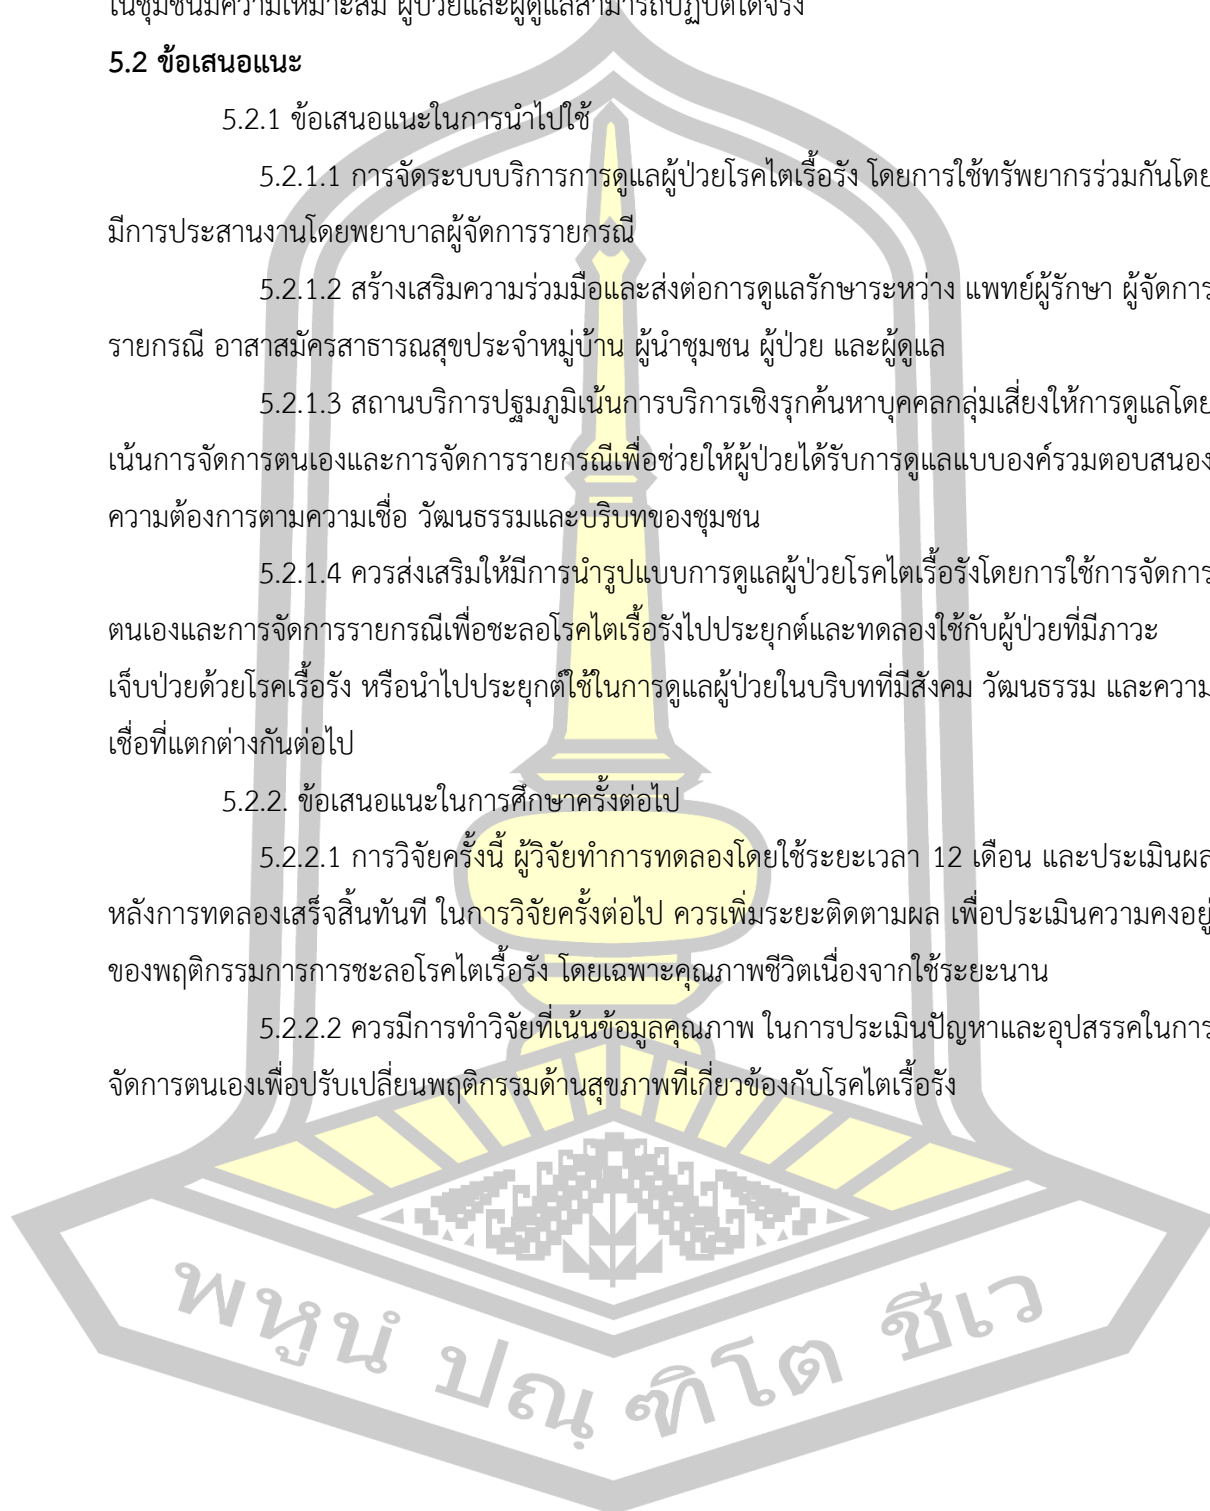 ในชุมชนมีความเหมาะสม ผู้ป่วยและผู้ดูแลสามารถปฏิบัติได้จริง
5.2 ข้อเสนอแนะ
5.2.1 ข้อเสนอแนะในการนำไปใช้
5.2.1.1 การจัดระบบบริการการดูแลผู้ป่วยโรคไตเรื้อรัง โดยการใช้ทรัพยากรร่วมกันโดย
มีการประสานงานโดยพยาบาลผู้จัดการรายกรณี
5.2.1.2 สร้างเสริมความร่วมมือและส่งต่อการดูแลรักษาระหว่าง แพทย์ผู้รักษา ผู้จัดการ
รายกรณี อาสาสมัครสาธารณสุขประจำหมู่บ้าน ผู้นำชุมชน ผู้ป่วย และผู้ดูแล
5.2.1.3 สถานบริการปฐมภูมิเน้นการบริการเชิงรุกค้นหาบุคคลกลุ่มเสี่ยงให้การดูแลโดย
เน้นการจัดการตนเองและการจัดการรายกรณีเพื่อช่วยให้ผู้ป่วยได้รับการดูแลแบบองค์รวมตอบสนอง
ความต้องการตามความเชื่อ วัฒนธรรมและบริบทของชุมชน
5.2.1.4 ควรส่งเสริมให้มีการนำรูปแบบการดูแลผู้ป่วยโรคไตเรื้อรังโดยการใช้การจัดการ
ตนเองและการจัดการรายกรณีเพื่อชะลอโรคไตเรื้อรังไปประยุกต์และทดลองใช้กับผู้ป่วยที่มีภาวะ
เจ็บป่วยด้วยโรคเรื้อรัง หรือนำไปประยุกต์ใช้ในการดูแลผู้ป่วยในบริบทที่มีสังคม วัฒนธรรม และความ
เชื่อที่แตกต่างกันต่อไป
5.2.2. ข้อเสนอแนะในการศึกษาครั้งต่อไป
5.2.2.1 การวิจัยครั้งนี้ ผู้วิจัยทำการทดลองโดยใช้ระยะเวลา 12 เดือน และประเมินผล
หลังการทดลองเสร็จสิ้นทันที ในการวิจัยครั้งต่อไป ควรเพิ่มระยะติดตามผล เพื่อประเมินความคงอยู่
ของพฤติกรรมการการชะลอโรคไตเรื้อรัง โดยเฉพาะคุณภาพชีวิตเนื่องจากใช้ระยะนาน
5.2.2.2 ควรมีการทำวิจัยที่เน้นข้อมูลคุณภาพ ในการประเมินปัญหาและอุปสรรคในการ
จัดการตนเองเพื่อปรับเปลี่ยนพฤติกรรมด้านสุขภาพที่เกี่ยวข้องกับโรคไตเรื้อรัง
พหูนํ ปณฺฑิโต ชีเว